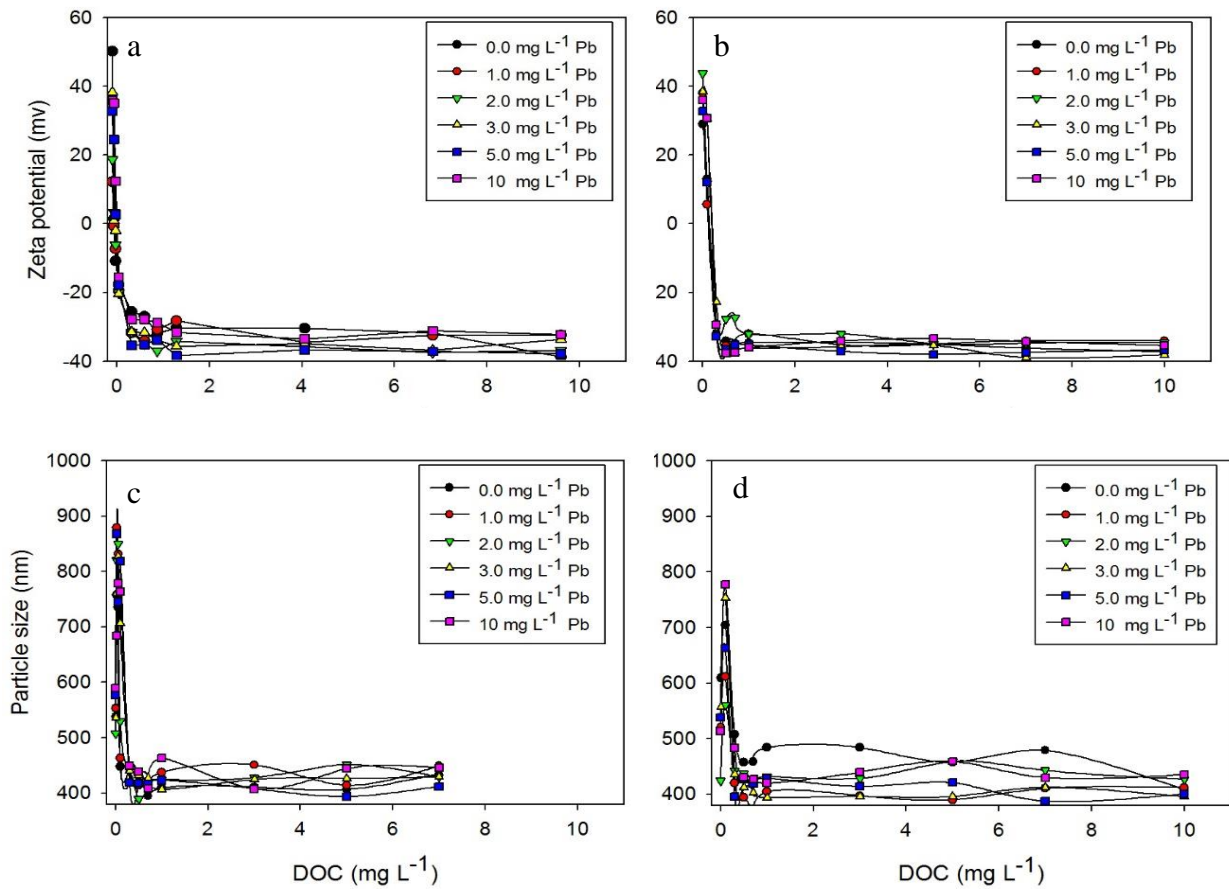 a
Zeta potential (mv)
60
40
20
0
-20
-40
0.0 mg L-1 Pb
1.0 mg L-1 Pb
2.0 mg L-1 Pb
3.0 mg L-1 Pb
5.0 mg L-1 Pb
10 mg L-1 Pb
0 2 4 6 8 10
b
60
40
20
0
-20
40
0.0 mg L-1 Pb
1.0 mg L-1 Pb
2.0 mg L-1 Pb
3.0 mg L-1 Pb
5.0 mg L-1 Pb
10 mg L-1 Pb
0 2 4 6 8 10
c
Particle size (nm)
1000
900
800
700
600
500
400
0.0 mg L-1 Pb
1.0 mg L-1 Pb
2.0 mg L-1 Pb
3.0 mg L-1 Pb
5.0 mg L-1 Pb
10 mg L-1 Pb
0 2 4 6 8 10
DOC (mg L-1)
d
1000
900
800
700
600
500
400
0.0 mg L-1 Pb
1.0 mg L-1 Pb
2.0 mg L-1 Pb
3.0 mg L-1 Pb
5.0 mg L-1 Pb
10 mg L-1 Pb
0 2 4 6 8 10
DOC (mg L-1)